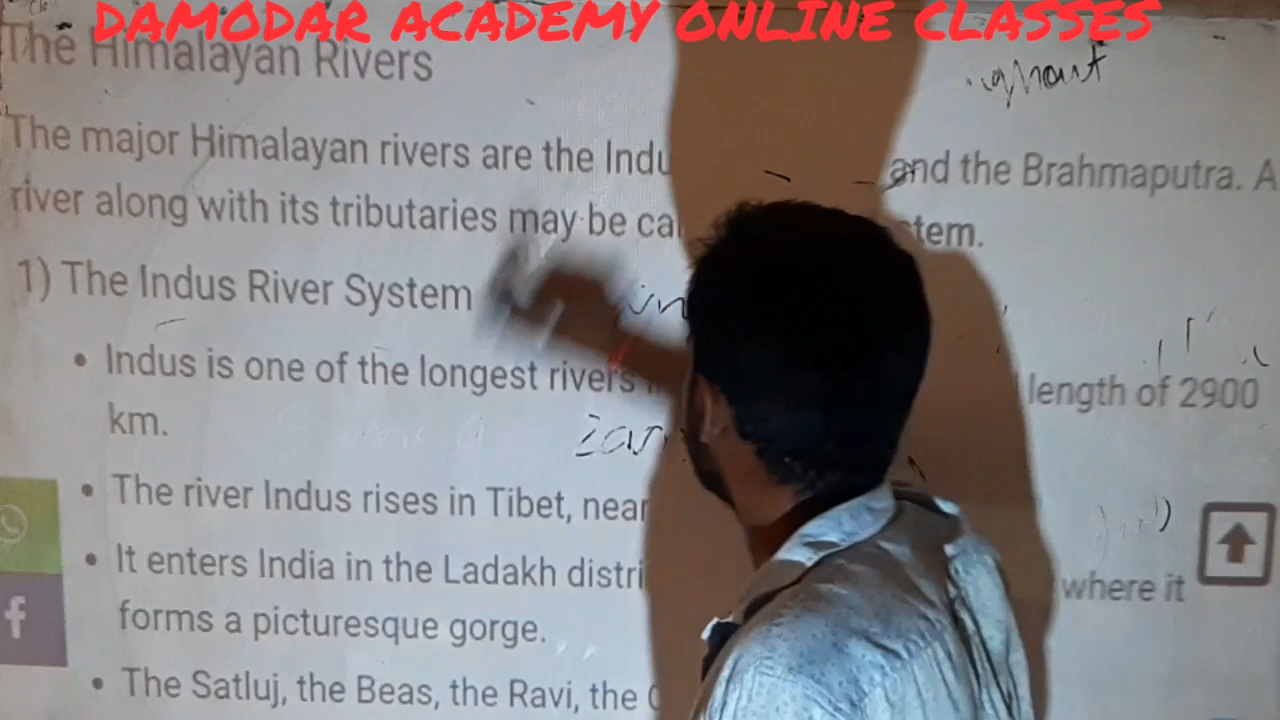 DAMODAR ACADEMY ONLINE CLASSES
The Himalayan Rivers
ghout
The major Himalayan rivers are the Indu and the Brahmaputra. A
river along with its tributaries may be cal stem.
1) The Indus River System
• Indus is one of the longest rivers length of 2900
km.
zan
• The river Indus rises in Tibet, near
• It enters India in the Ladakh distri where it
forms a picturesque gorge.
• The Satluj, the Beas, the Ravi, the C
f